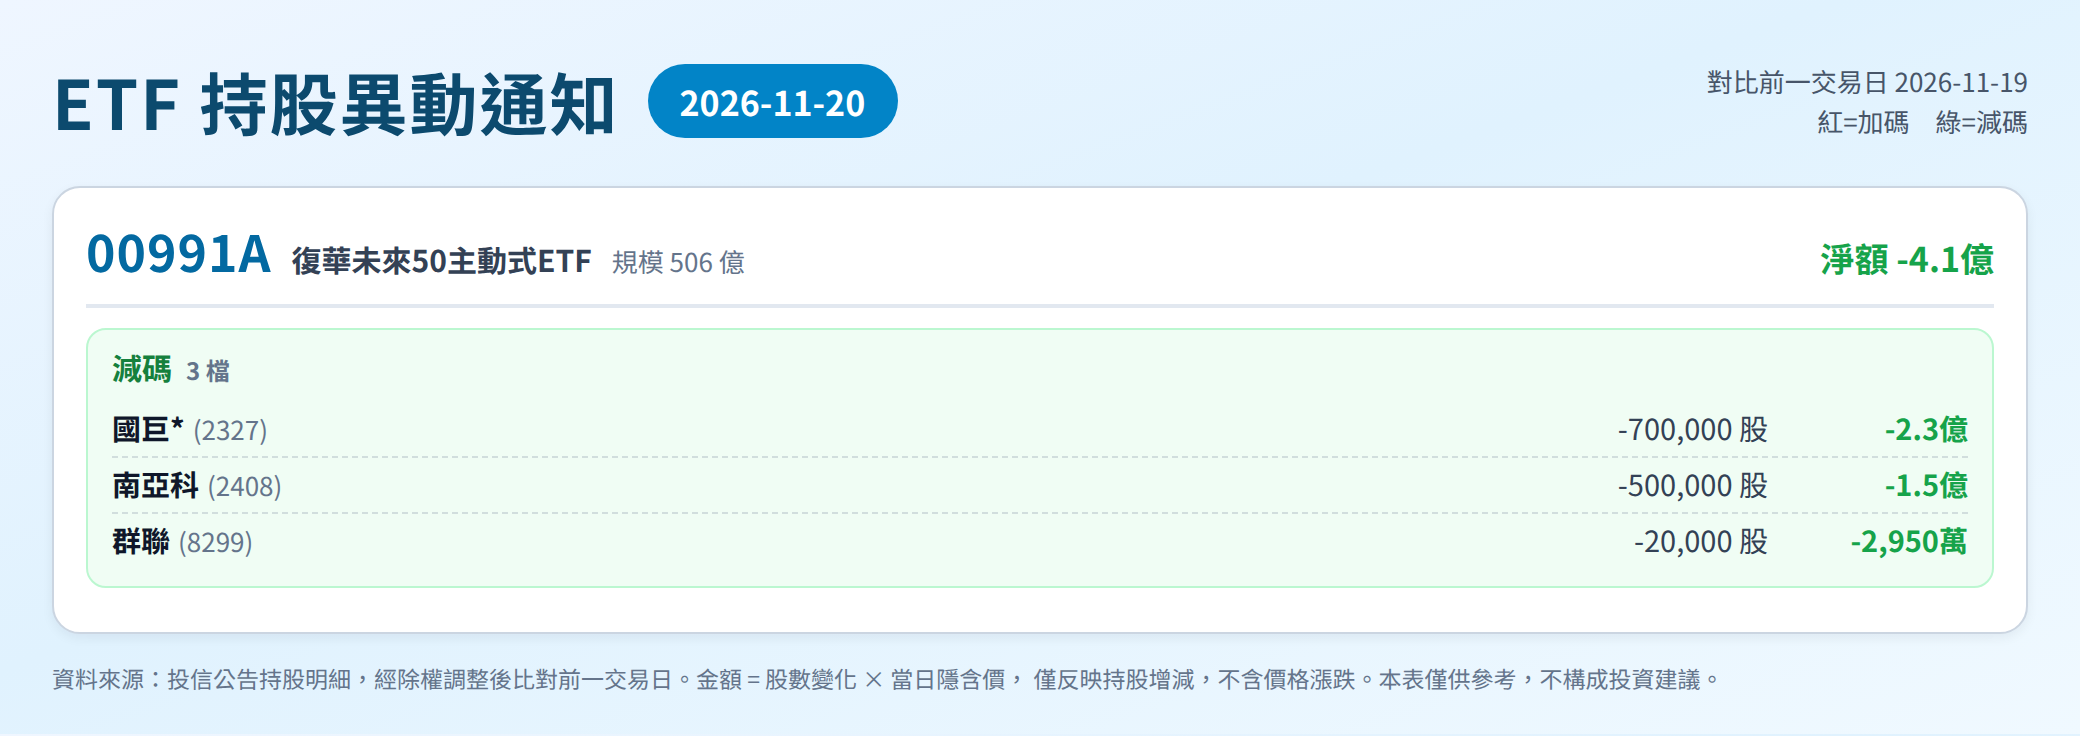 ETF 持股異動通知 2026-11-20
對比前一交易日 2026-11-19
紅=加碼 綠=減碼
00991A 復華未來50主動式ETF 規模 506 億 淨額 -4.1億
減碼 3 檔
國巨* (2327) -700,000 股 -2.3億
南亞科 (2408) -500,000 股 -1.5億
群聯 (8299) -20,000 股 -2,950萬
資料來源：投信公告持股明細，經除權調整後比對前一交易日。金額 = 股數變化 × 當日隱含價， 僅反映持股增減，不含價格漲跌。本表僅供參考，不構成投資建議。